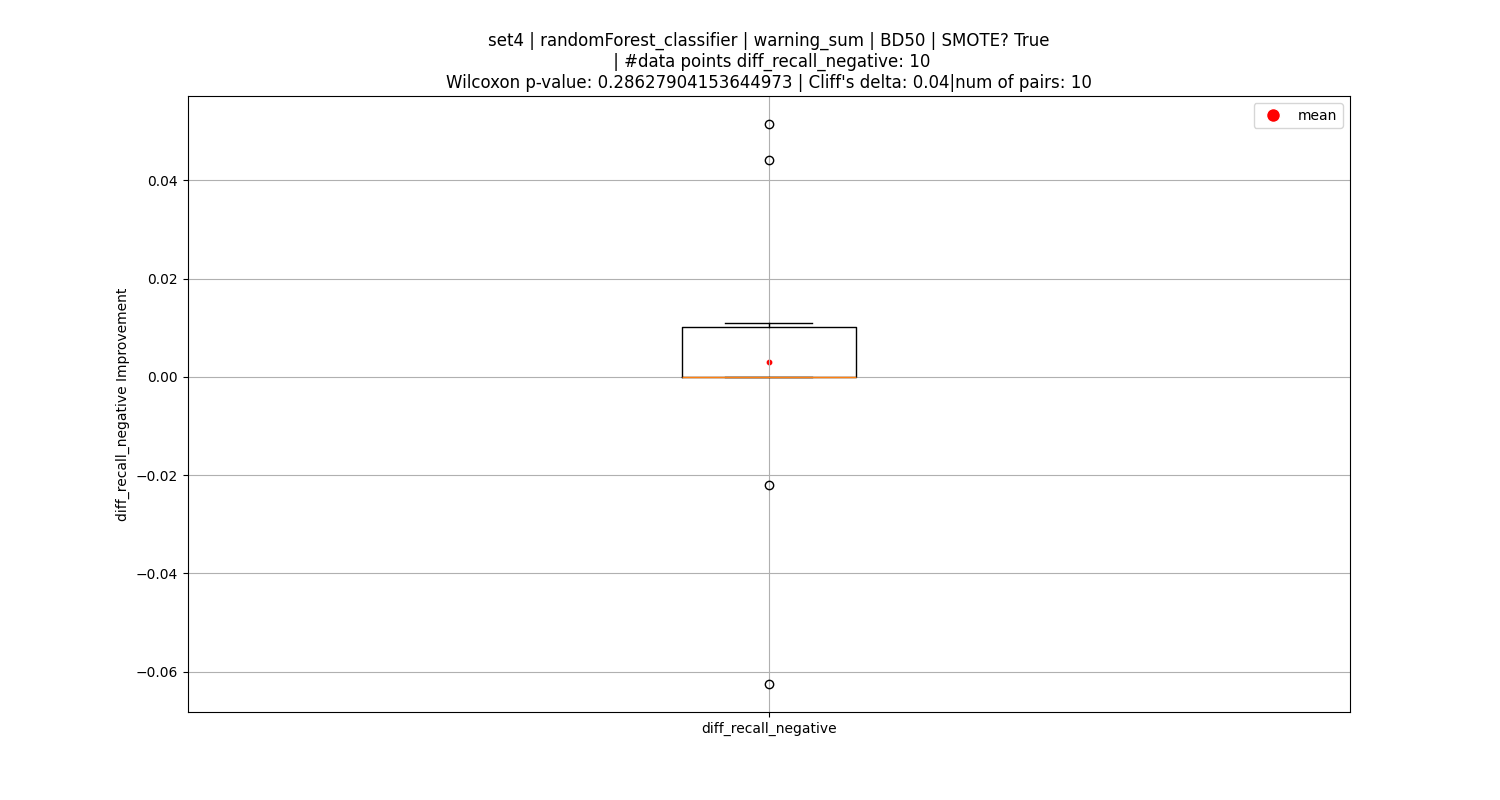 set4 | randomForest_classifier | warning_sum | BD50 | SMOTE? True
| #data points diff_recall_negative: 10
Wilcoxon p-value: 0.28627904153644973 | Cliff's delta: 0.04|num of pairs: 10
mean
0.04
0.02
0.00
−0.02
−0.04
−0.06
diff_recall_negative Improvement
diff_recall_negative